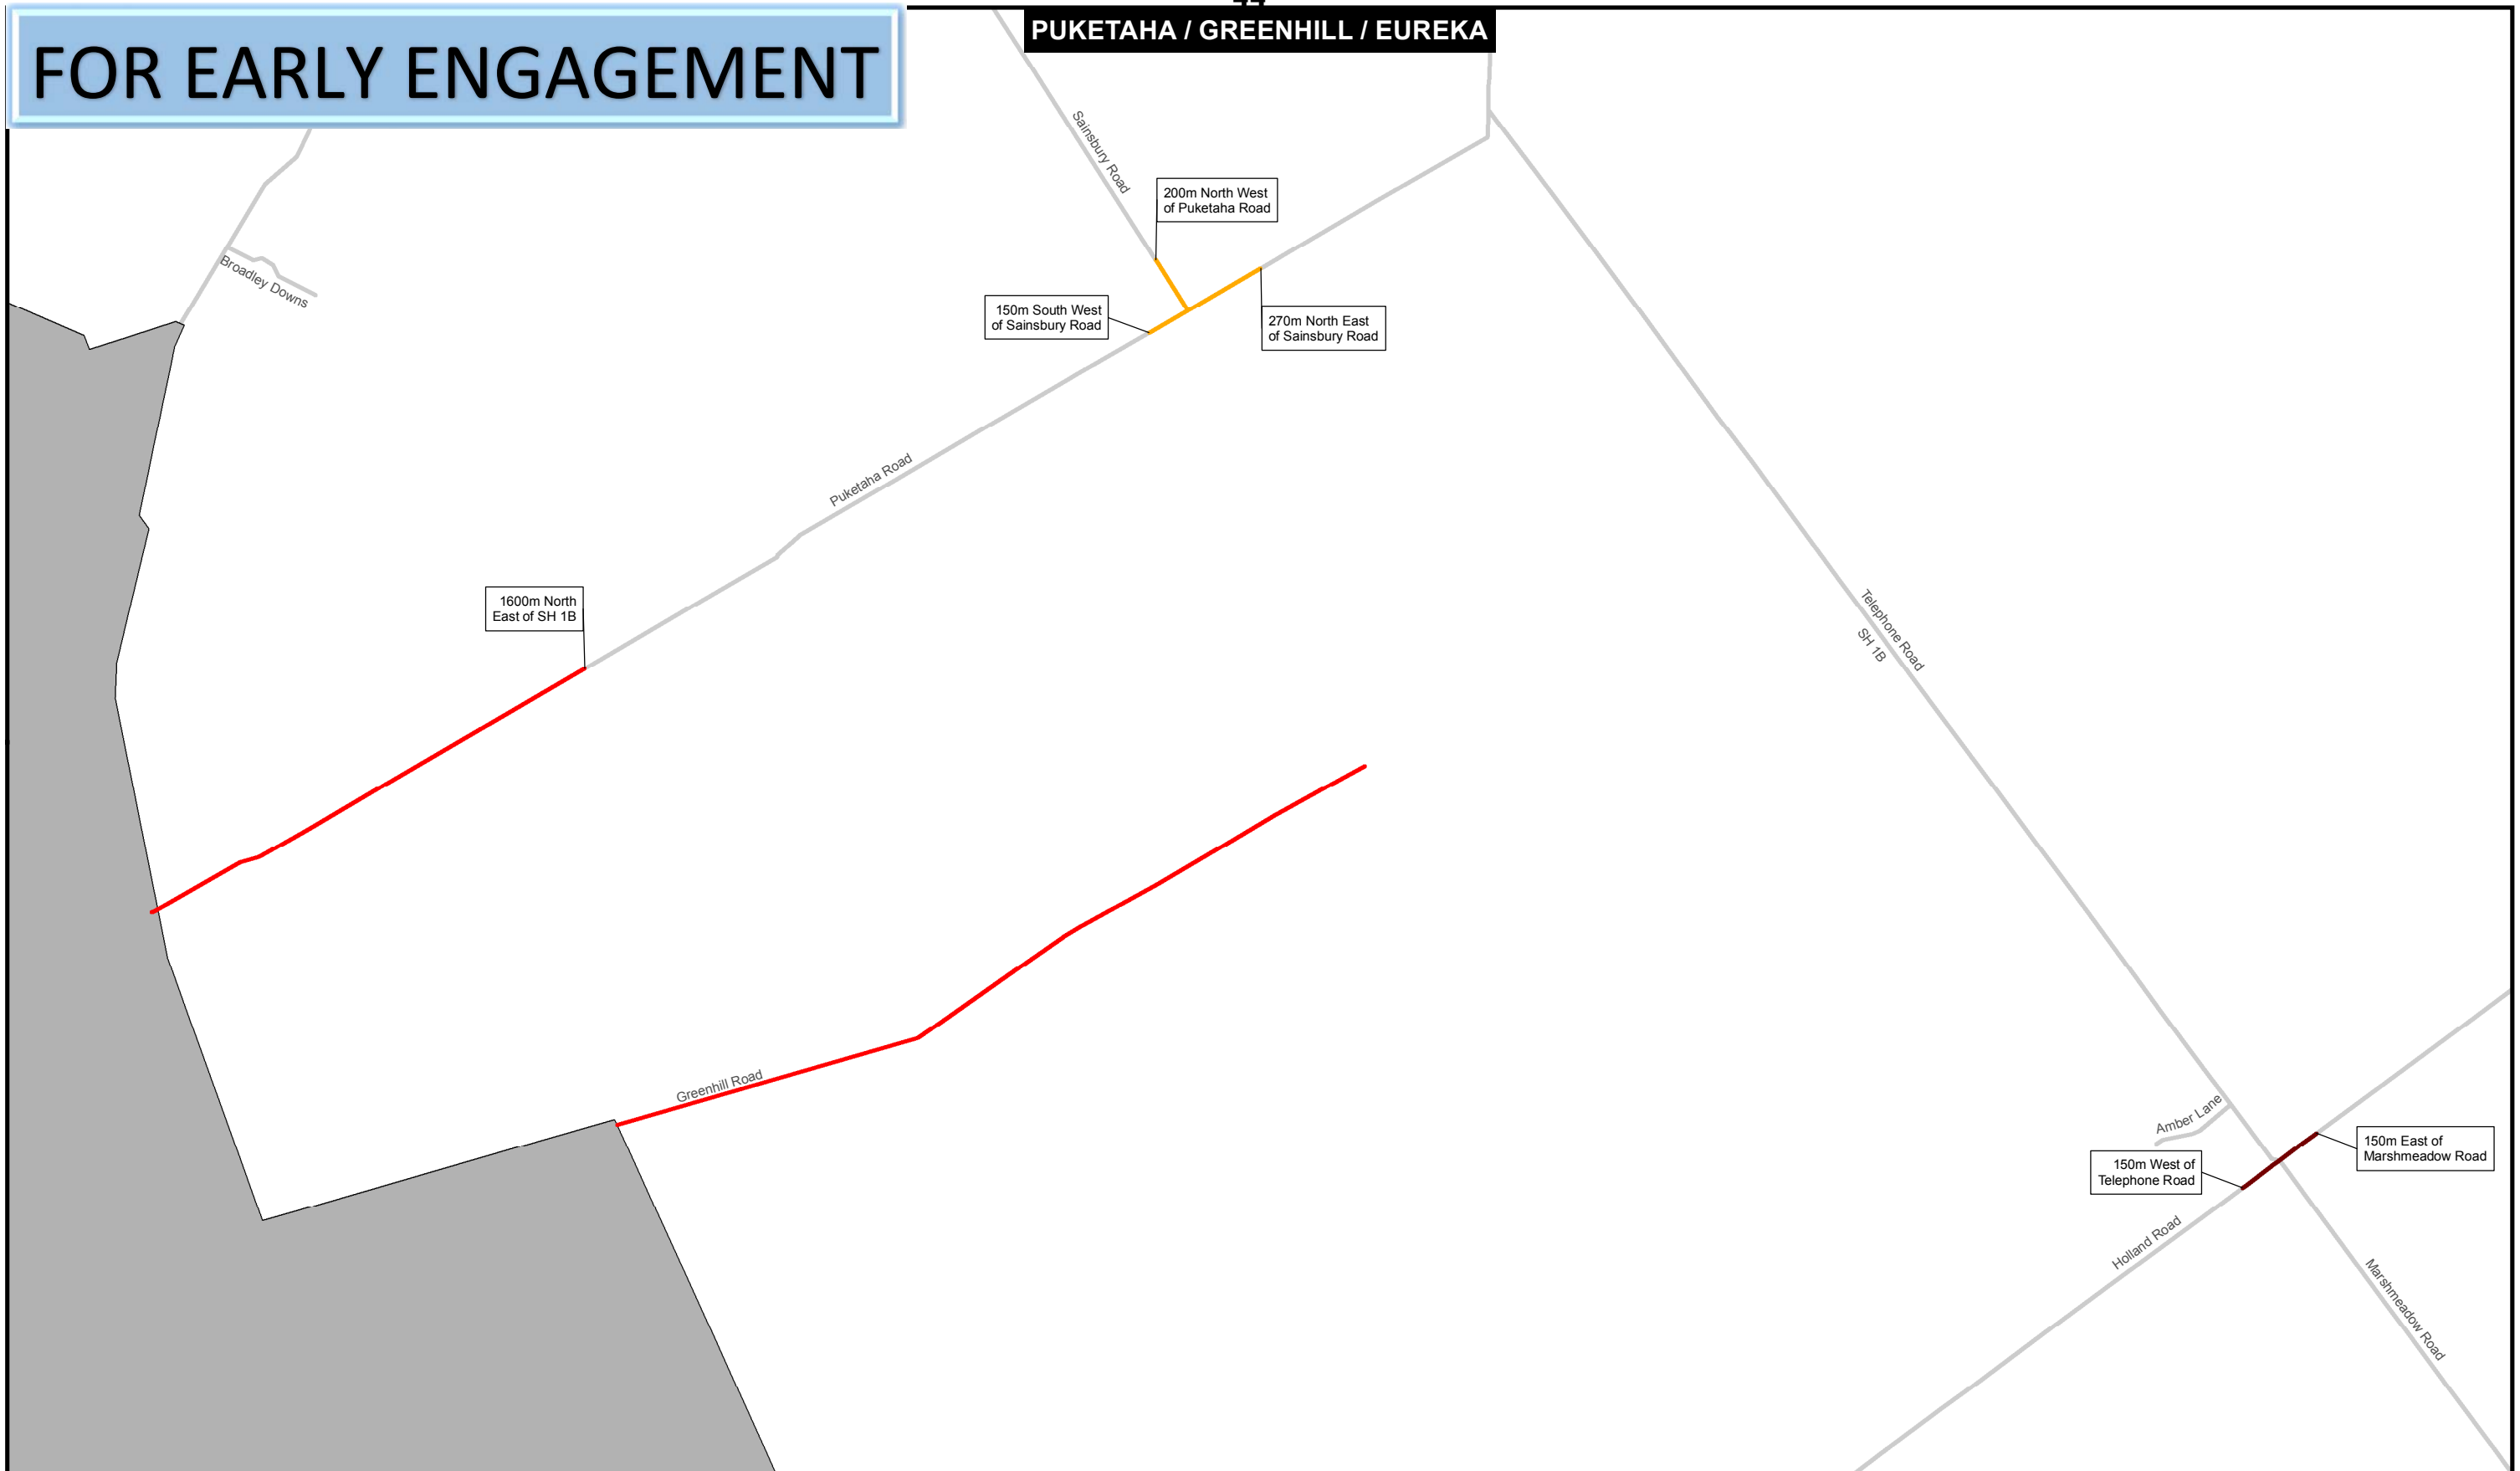 FOR EARLY ENGAGEMENT
PUKETAHA / GREENHILL / EUREKA
Sainsbury Road
200m North West
of Puketaha Road
Broadley Downs
150m South West
of Sainsbury Road
270m North East
of Sainsbury Road
Puketaha Road
1600m North
East of SH 1B
Telephone Road
SH 1B
Greenhill Road
Amber Lane
150m East of
Marshmeadow Road
150m West of
Telephone Road
Holland Road
Marshmeadow Road